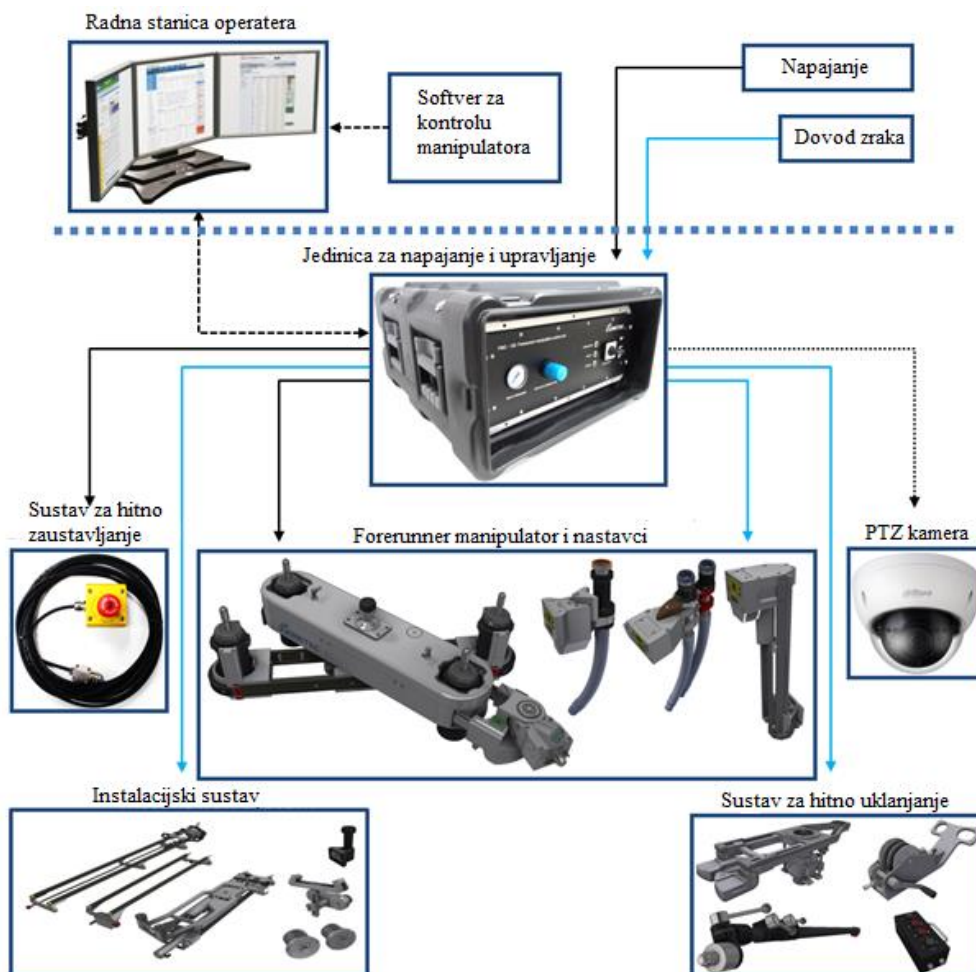 Radna stanica operatera
Napajanje
Softver za
kontrolu
manipulatora
Dovod zraka
Jedinica za napajanje i upravljanje
Sustav za hitno
zaustavljanje
Forerunner manipulator i nastavci
PTZ kamera
alhua
Instalacijski sustav
Sustav za hitno uklanjanje